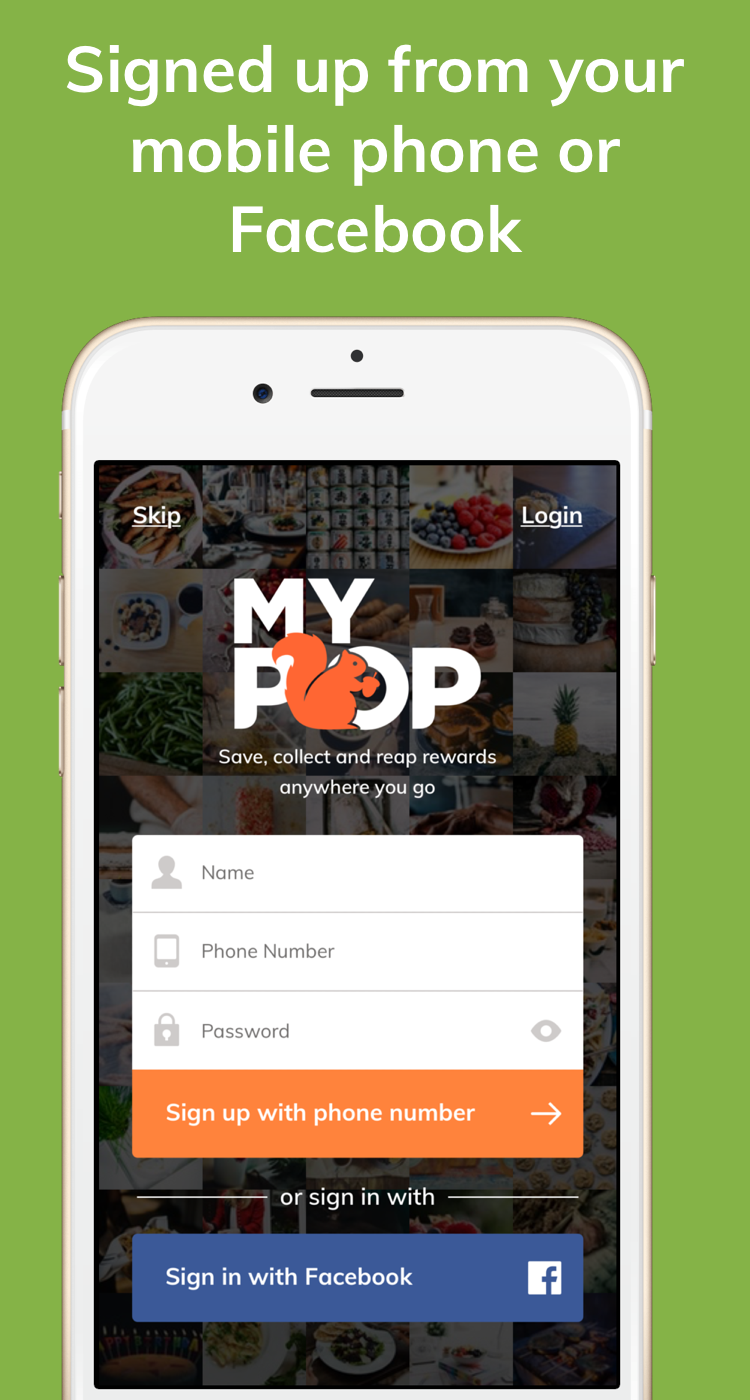 Signed up from your
mobile phone or
Facebook
Skip
Login
MY
POP
Save, collect and reap rewards
anywhere you go
Name
Phone Number
Password
Sign up with phone number
or sign in with
Sign in with Facebook